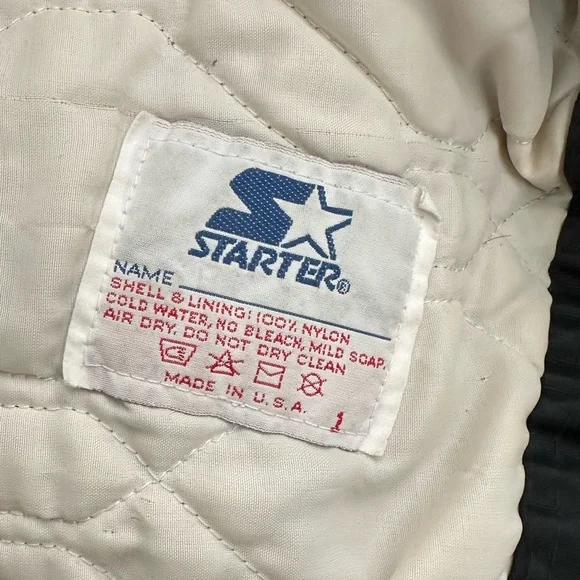 STARTER®
NAME
SHELL & LINING: 100% NYLON
COLD WATER, NO BLEACH, MILD SOAP.
AIR DRY. DO NOT DRY CLEAN
MADE IN U.S.A.
1